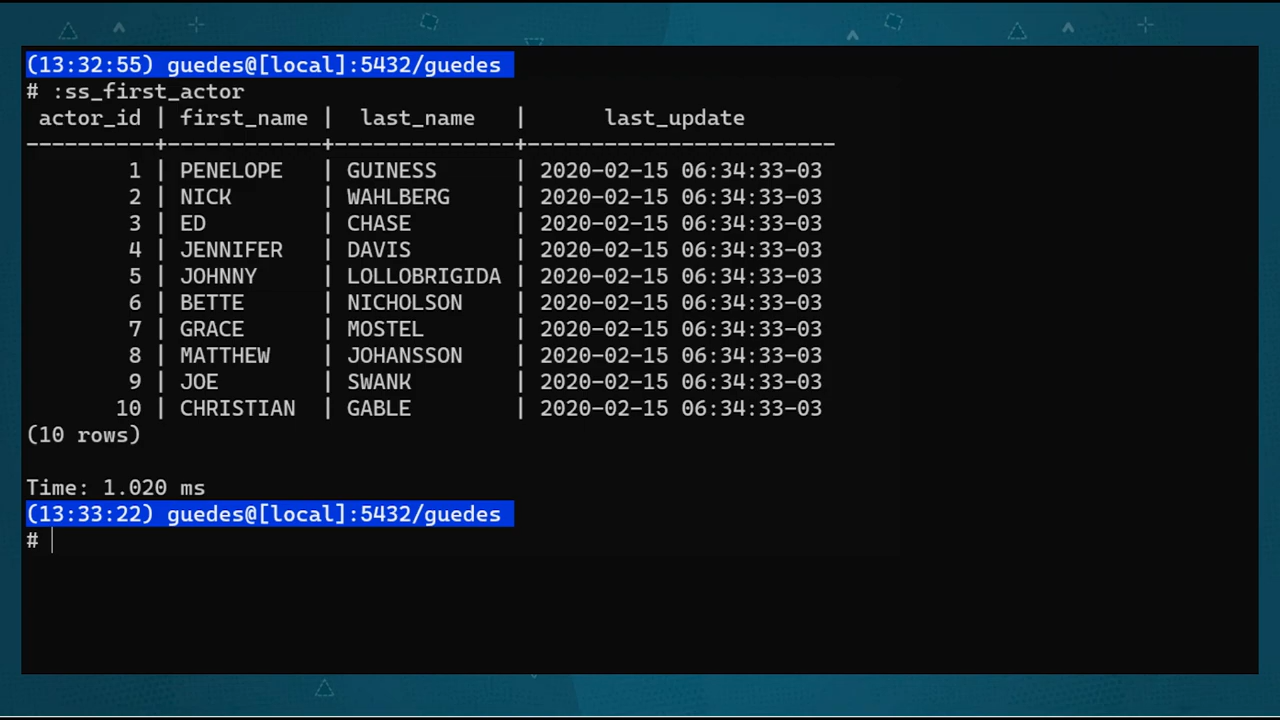 (13:32:55) guedes@[local]:5432/guedes
# :ss_first_actor
 actor_id | first_name |  last_name   |      last_update
----------+------------+--------------+------------------------
        1 | PENELOPE   | GUINESS      | 2020-02-15 06:34:33-03
        2 | NICK       | WAHLBERG     | 2020-02-15 06:34:33-03
        3 | ED         | CHASE        | 2020-02-15 06:34:33-03
        4 | JENNIFER   | DAVIS        | 2020-02-15 06:34:33-03
        5 | JOHNNY     | LOLLOBRIGIDA | 2020-02-15 06:34:33-03
        6 | BETTE      | NICHOLSON    | 2020-02-15 06:34:33-03
        7 | GRACE      | MOSTEL       | 2020-02-15 06:34:33-03
        8 | MATTHEW    | JOHANSSON    | 2020-02-15 06:34:33-03
        9 | JOE        | SWANK        | 2020-02-15 06:34:33-03
       10 | CHRISTIAN  | GABLE        | 2020-02-15 06:34:33-03
(10 rows)
Time: 1.020 ms
(13:33:22) guedes@[local]:5432/guedes
#